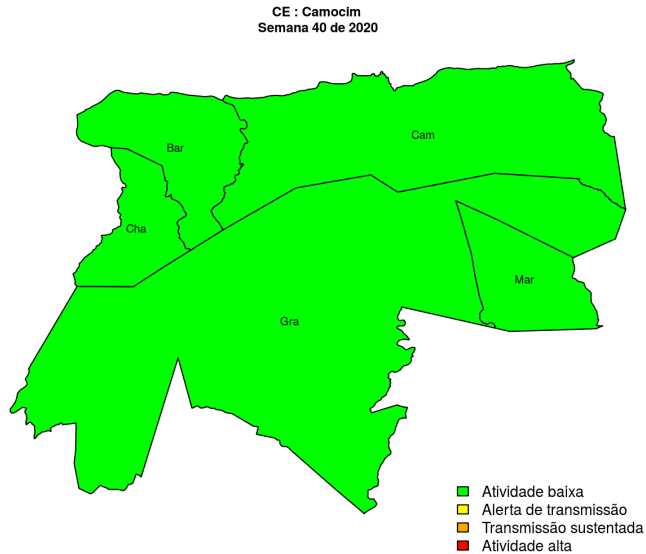 CE : Camocim
Semana 40 de 2020
Bar
Cam
Cha
Mar
Gra
Atividade baixa
Alerta de transmissão
Transmissão sustentada
Atividade alta